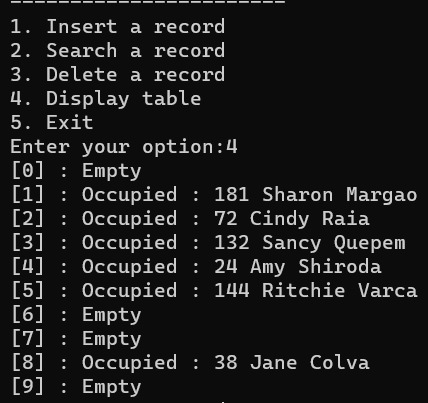 -----------------------
1. Insert a record
2. Search a record
3. Delete a record
4. Display table
5. Exit
Enter your option:4
[0] : Empty
[1] : Occupied : 181 Sharon Margao
[2] : Occupied : 72 Cindy Raia
[3] : Occupied : 132 Sancy Quepem
[4] : Occupied : 24 Amy Shiroda
[5] : Occupied : 144 Ritchie Varca
[6] : Empty
[7] : Empty
[8] : Occupied : 38 Jane Colva
[9] : Empty